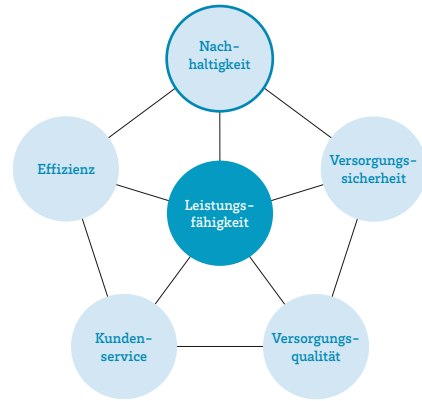 Nach-
haltigkeit
Effizienz
Versorgungs-
sicherheit
Leistungs-
fähigkeit
Kunden-
service
Versorgungs-
qualität